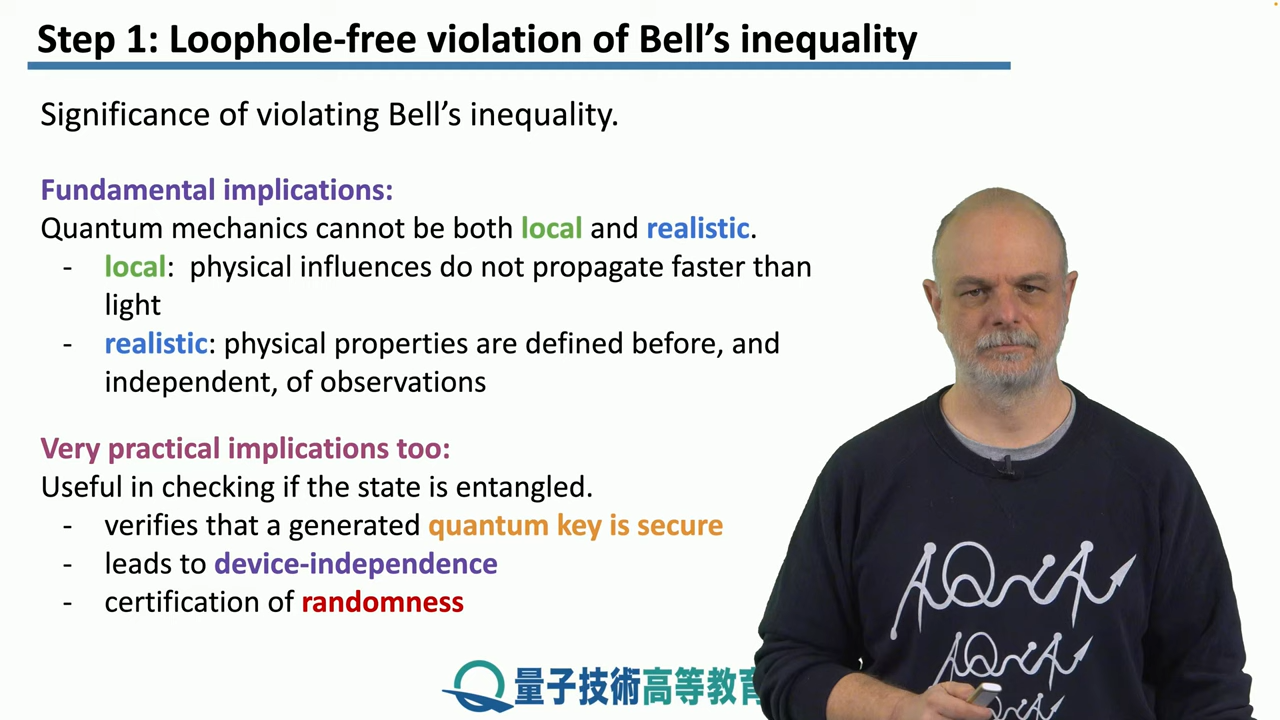 Step 1: Loophole-free violation of Bell's inequality
Significance of violating Bell's inequality.
Fundamental implications:
Quantum mechanics cannot be both local and realistic.
- local: physical influences do not propagate faster than
light
- realistic: physical properties are defined before, and
independent, of observations
Very practical implications too:
Useful in checking if the state is entangled.
- verifies that a generated quantum key is secure
- leads to device-independence
- certification of randomness
量子技術高等教育